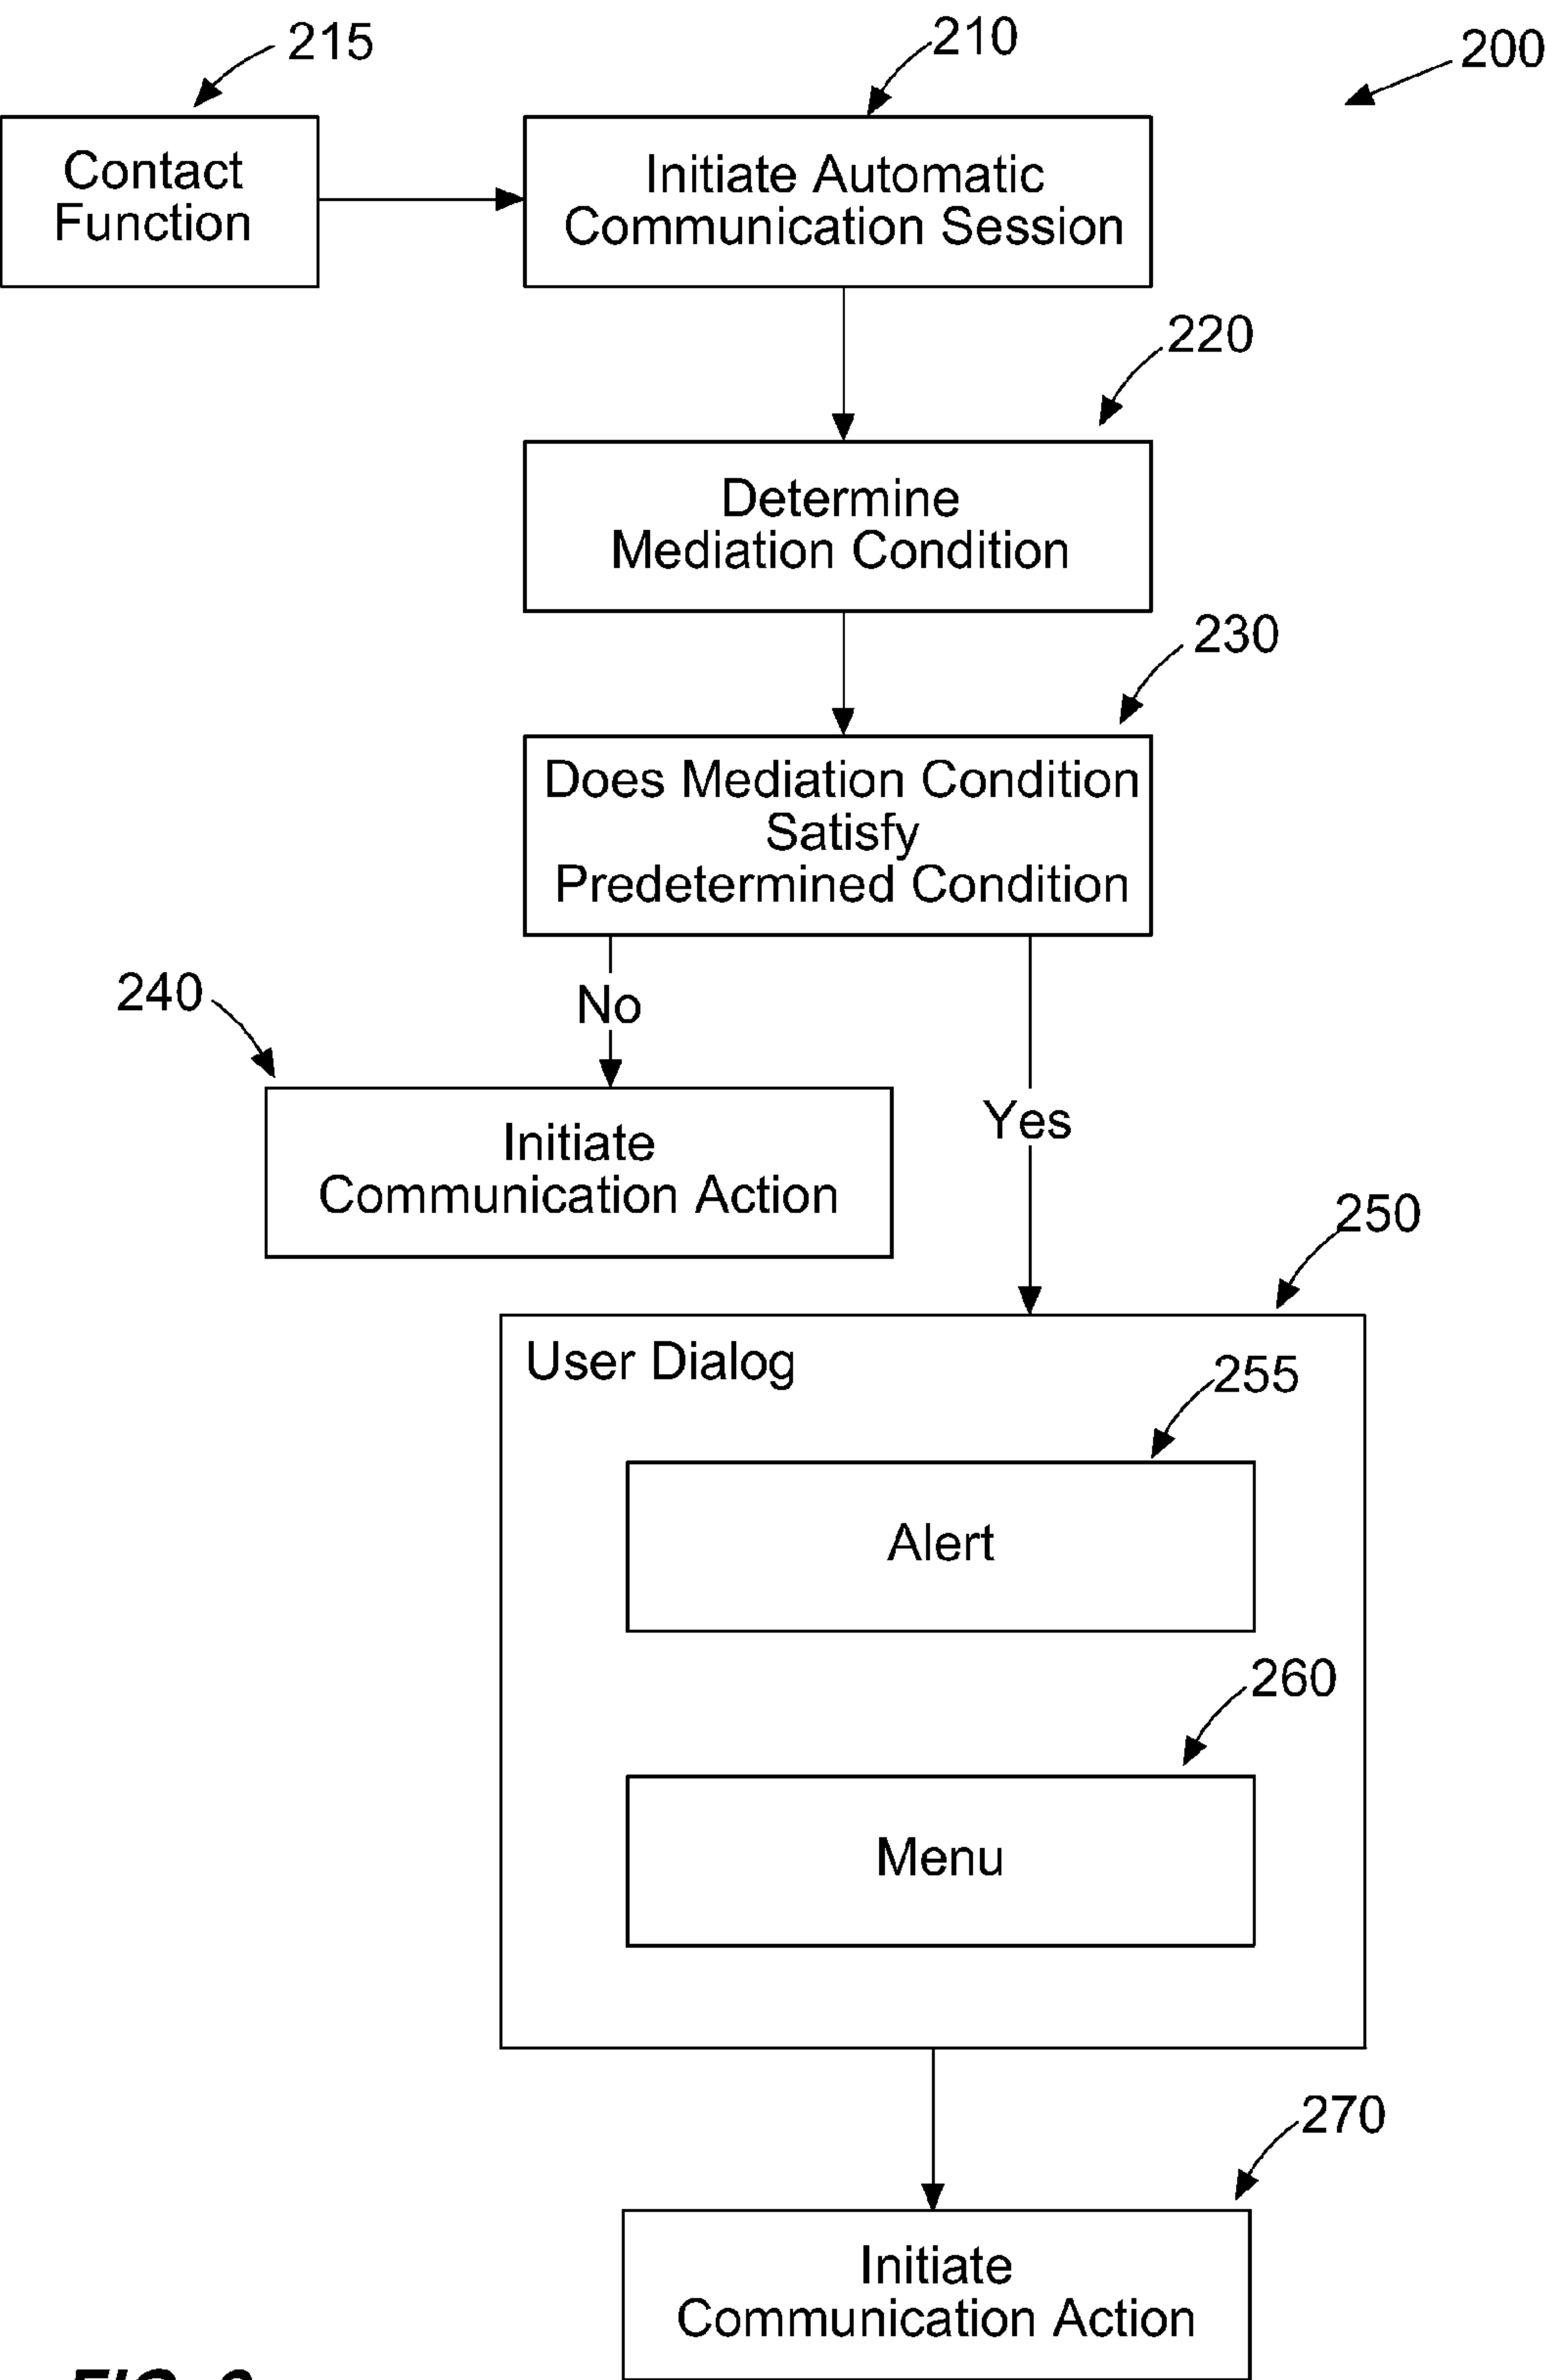 215
210
200
Contact
Function
Initiate Automatic
Communication Session
220
Determine
Mediation Condition
230
Does Mediation Condition
Satisfy
Predetermined Condition
240
No
Yes
Initiate
Communication Action
250
User Dialog
255
Alert
260
Menu
270
Initiate
Communication Action